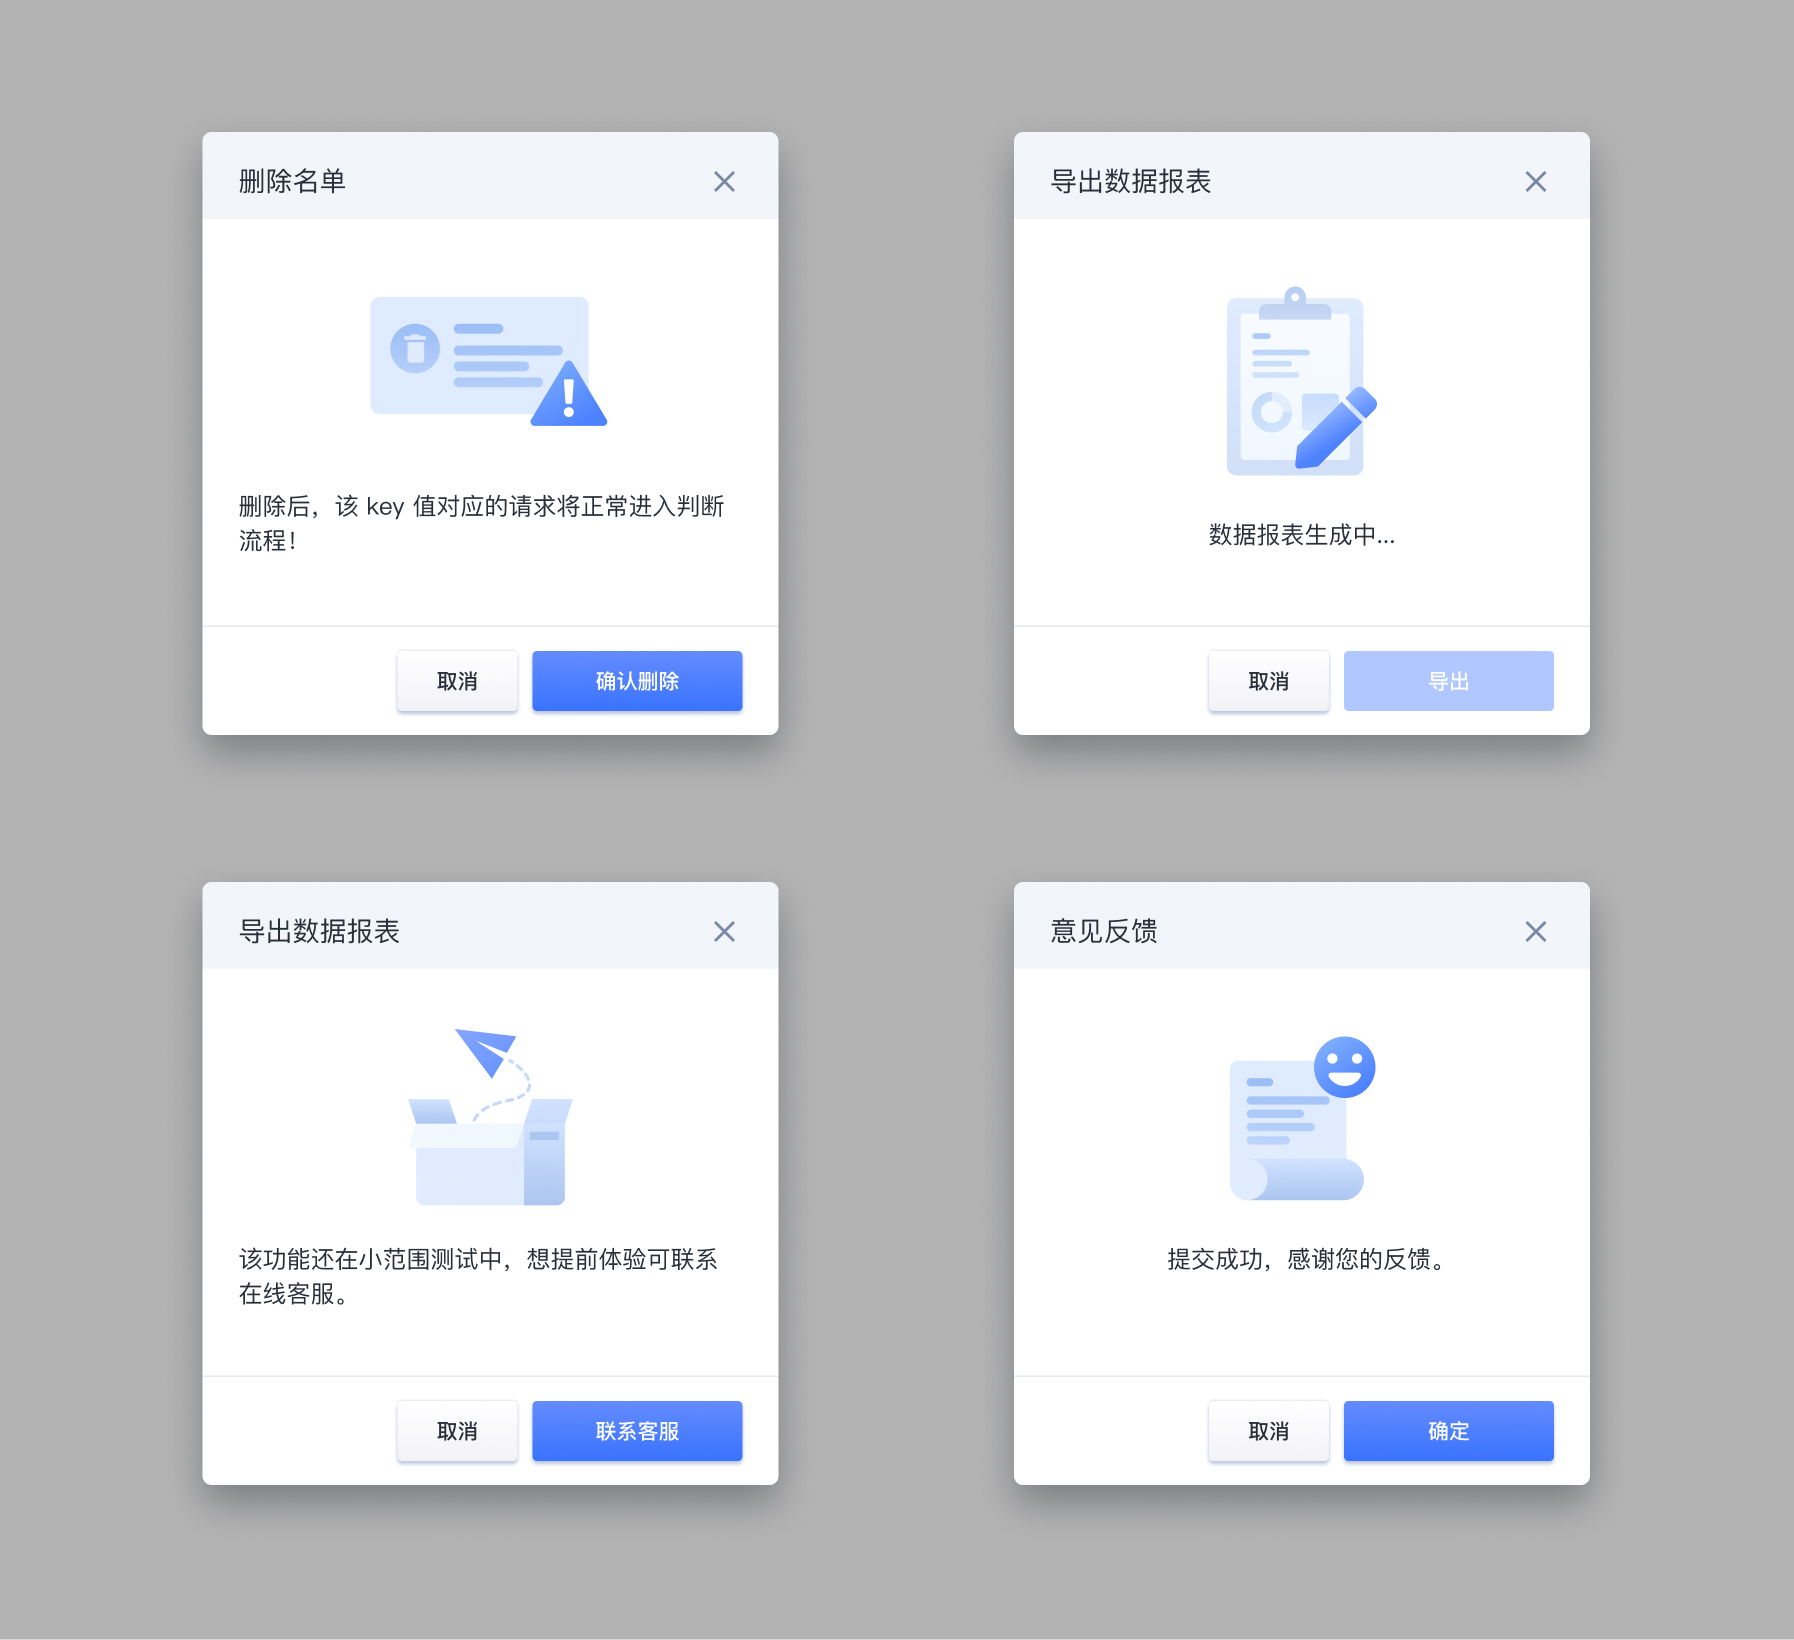 删除名单
删除后，该 key 值对应的请求将正常进入判断
流程！
取消
确认删除
导出数据报表
数据报表生成中...
取消
导出
导出数据报表
该功能还在小范围测试中，想提前体验可联系
在线客服。
取消
联系客服
意见反馈
提交成功，感谢您的反馈。
取消
确定